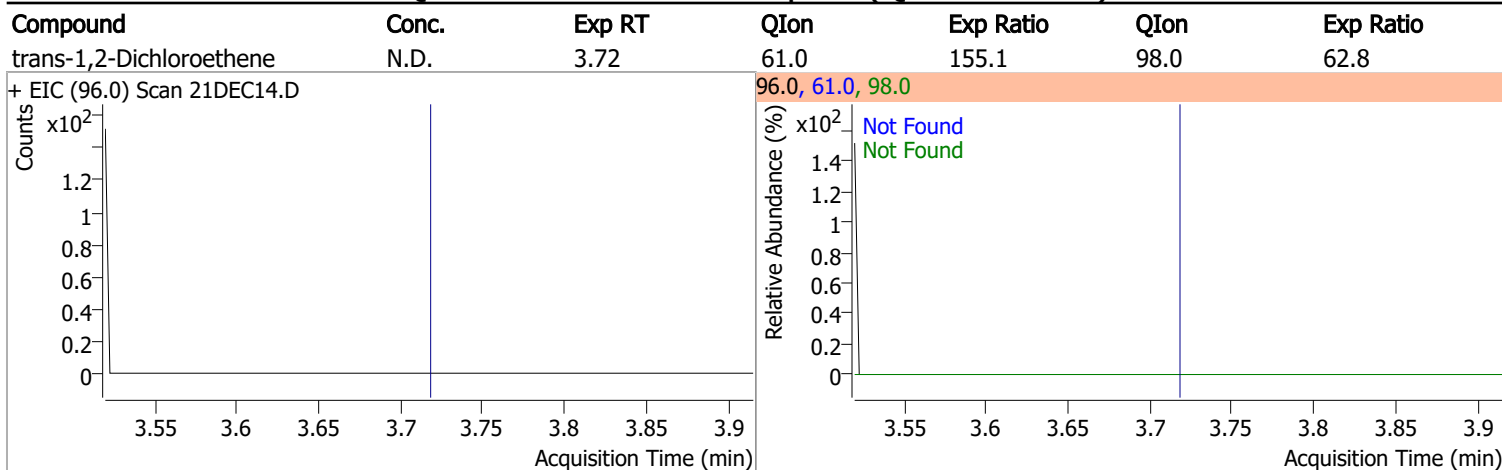 Compound Conc. Exp RT QIon Exp Ratio QIon Exp Ratio
trans-1,2-Dichloroethene N.D. 3.72 61.0 155.1 98.0 62.8
+ EIC (96.0) Scan 21DEC14.D
Counts
x10²
1.2
1
0.8
0.6
0.4
0.2
0
3.55 3.6 3.65 3.7 3.75 3.8 3.85 3.9
Acquisition Time (min)
96.0, 61.0, 98.0
Relative Abundance (%)
x10²
Not Found
Not Found
1.4
1.2
1
0.8
0.6
0.4
0.2
0
3.55 3.6 3.65 3.7 3.75 3.8 3.85 3.9
Acquisition Time (min)